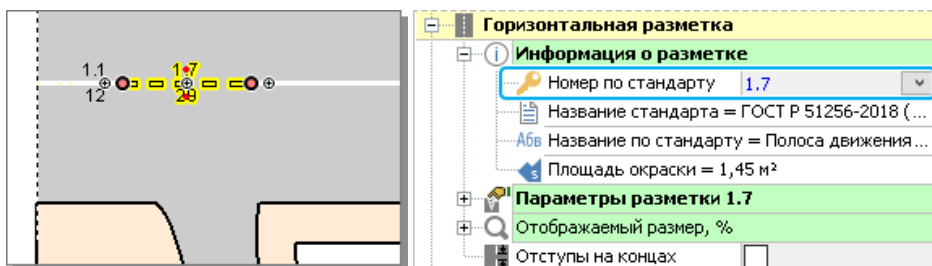 1.1
12
1.7
Горизонтальная разметка
Информация о разметке
Номер по стандарту 1.7
Название стандарта = ГОСТ Р 51256-2018 (...
Абв Название по стандарту = Полоса движения...
s Площадь окраски = 1,45 м²
Параметры разметки 1.7
Отображаемый размер, %
Отступы на концах